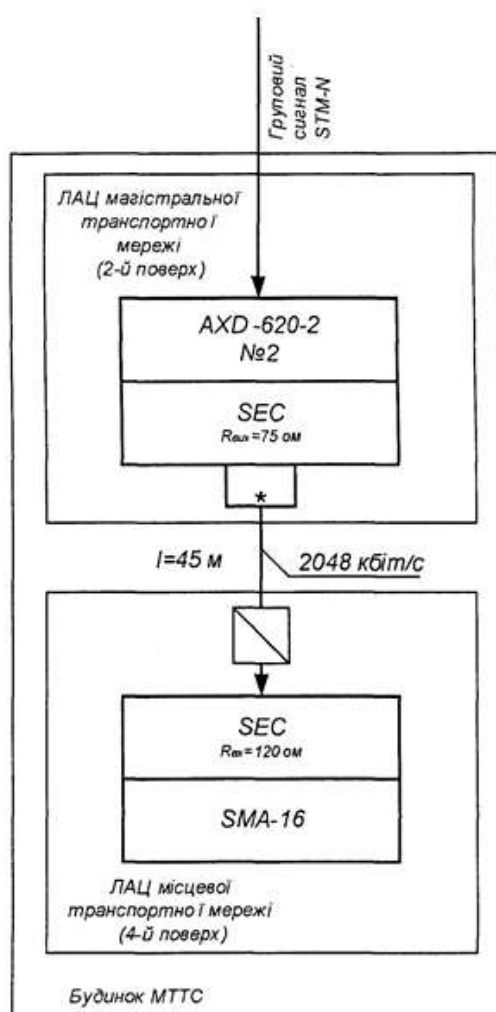 Груповий
сигнал
STM-N
ЛАЦ магістральної
транспортної
мережі
(2-й поверх)
AXD-620-2
№2
SEC
Rвих=75 ом
*
l=45 м
2048 кбіт/с
SEC
Rвх=120 ом
SMA-16
ЛАЦ місцевої
транспортної мережі
(4-й поверх)
Будинок МТТС